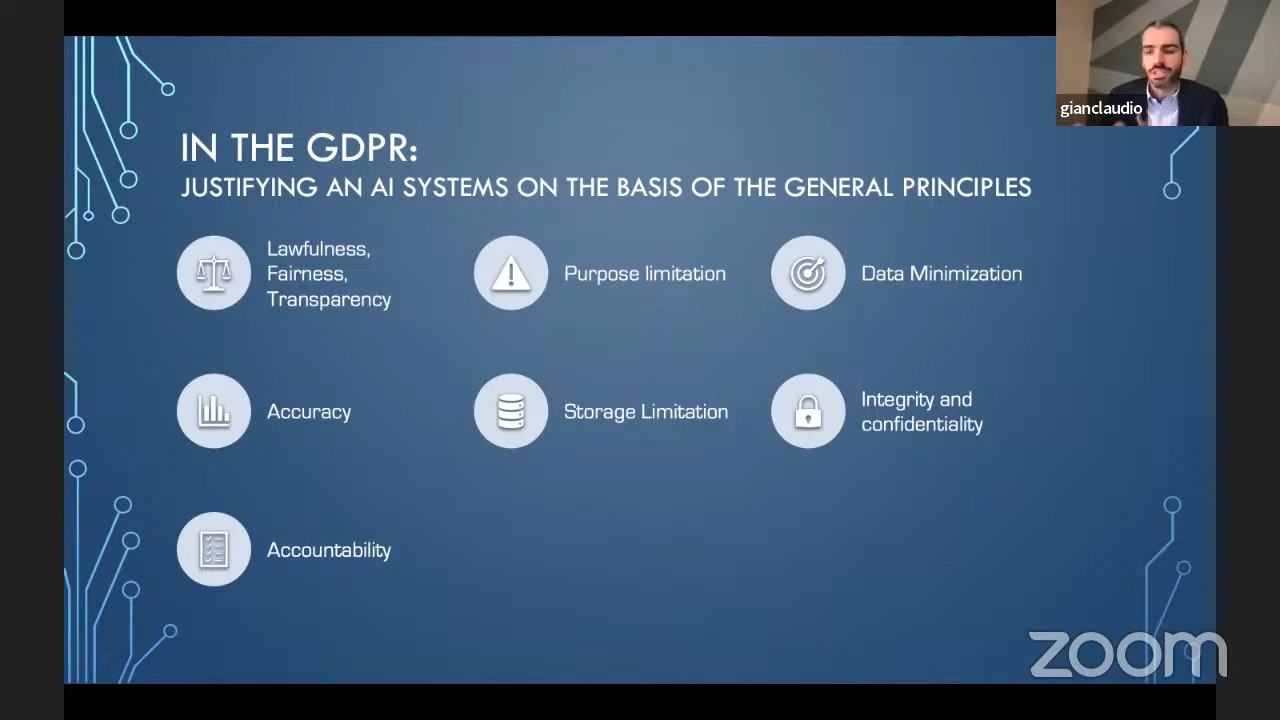 gianclaudio
IN THE GDPR:
JUSTIFYING AN AI SYSTEMS ON THE BASIS OF THE GENERAL PRINCIPLES
Lawfulness,
Fairness,
Transparency
Purpose limitation
Data Minimization
Accuracy
Storage Limitation
Integrity and
confidentiality
Accountability
zoom